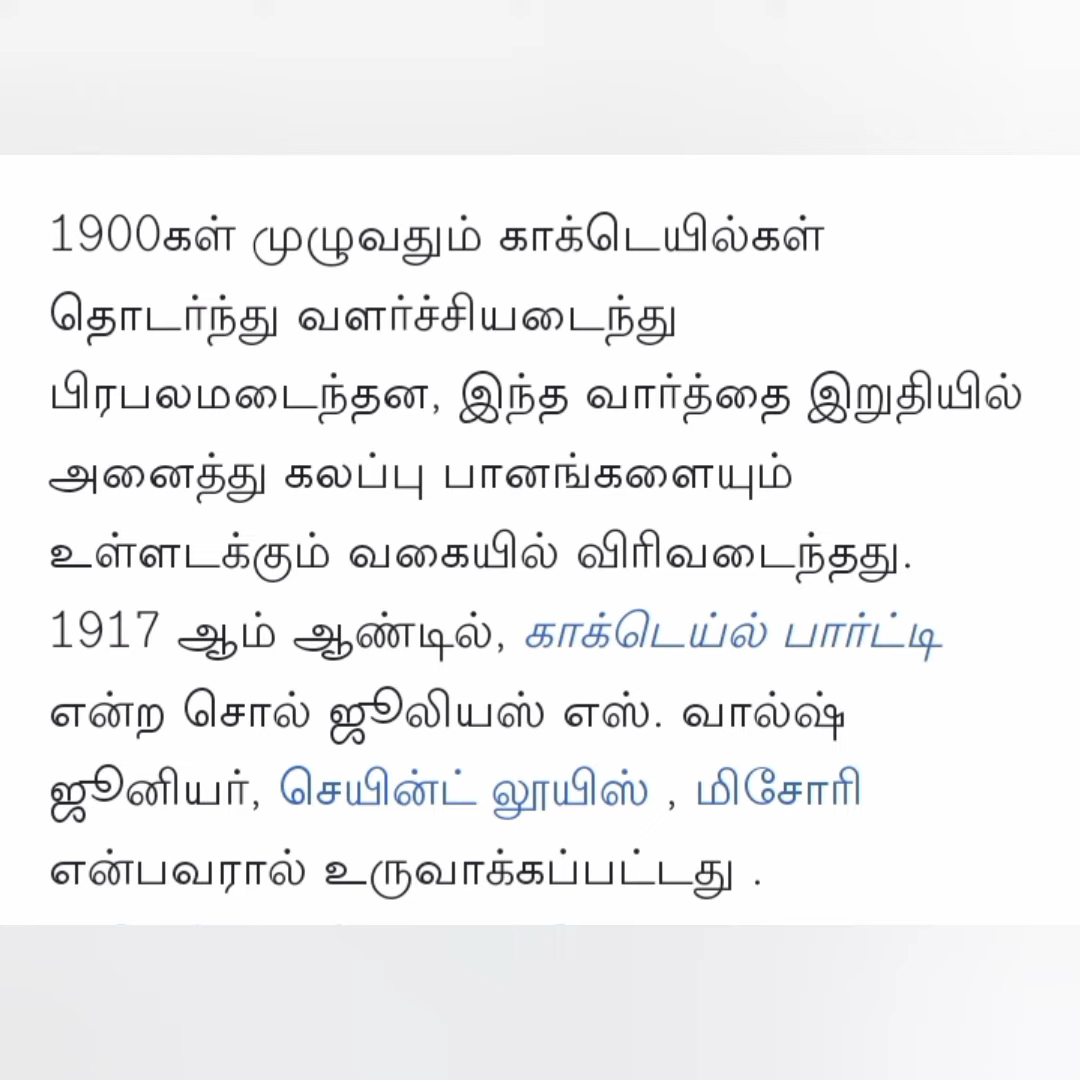 1900கள் முழுவதும் காக்டெயில்கள்
தொடர்ந்து வளர்ச்சியடைந்து
பிரபலமடைந்தன, இந்த வார்த்தை இறுதியில்
அனைத்து கலப்பு பானங்களையும்
உள்ளடக்கும் வகையில் விரிவடைந்தது.
1917 ஆம் ஆண்டில், காக்டெய்ல் பார்ட்டி
என்ற சொல் ஜூலியஸ் எஸ். வால்ஷ்
ஜூனியர், செயின்ட் லூயிஸ் , மிசோரி
என்பவரால் உருவாக்கப்பட்டது .